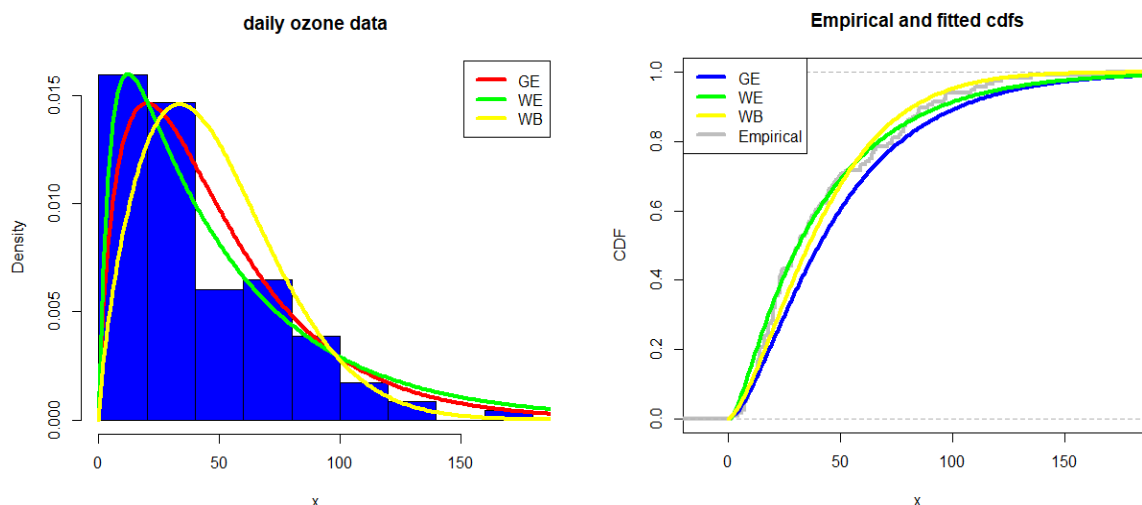 daily ozone data
GE
WE
WB
Density
0.000
0.005
0.010
0.015
0
50
100
150
x
Empirical and fitted cdfs
GE
WE
WB
Empirical
CDF
0.0
0.2
0.4
0.6
0.8
1.0
0
50
100
150
x